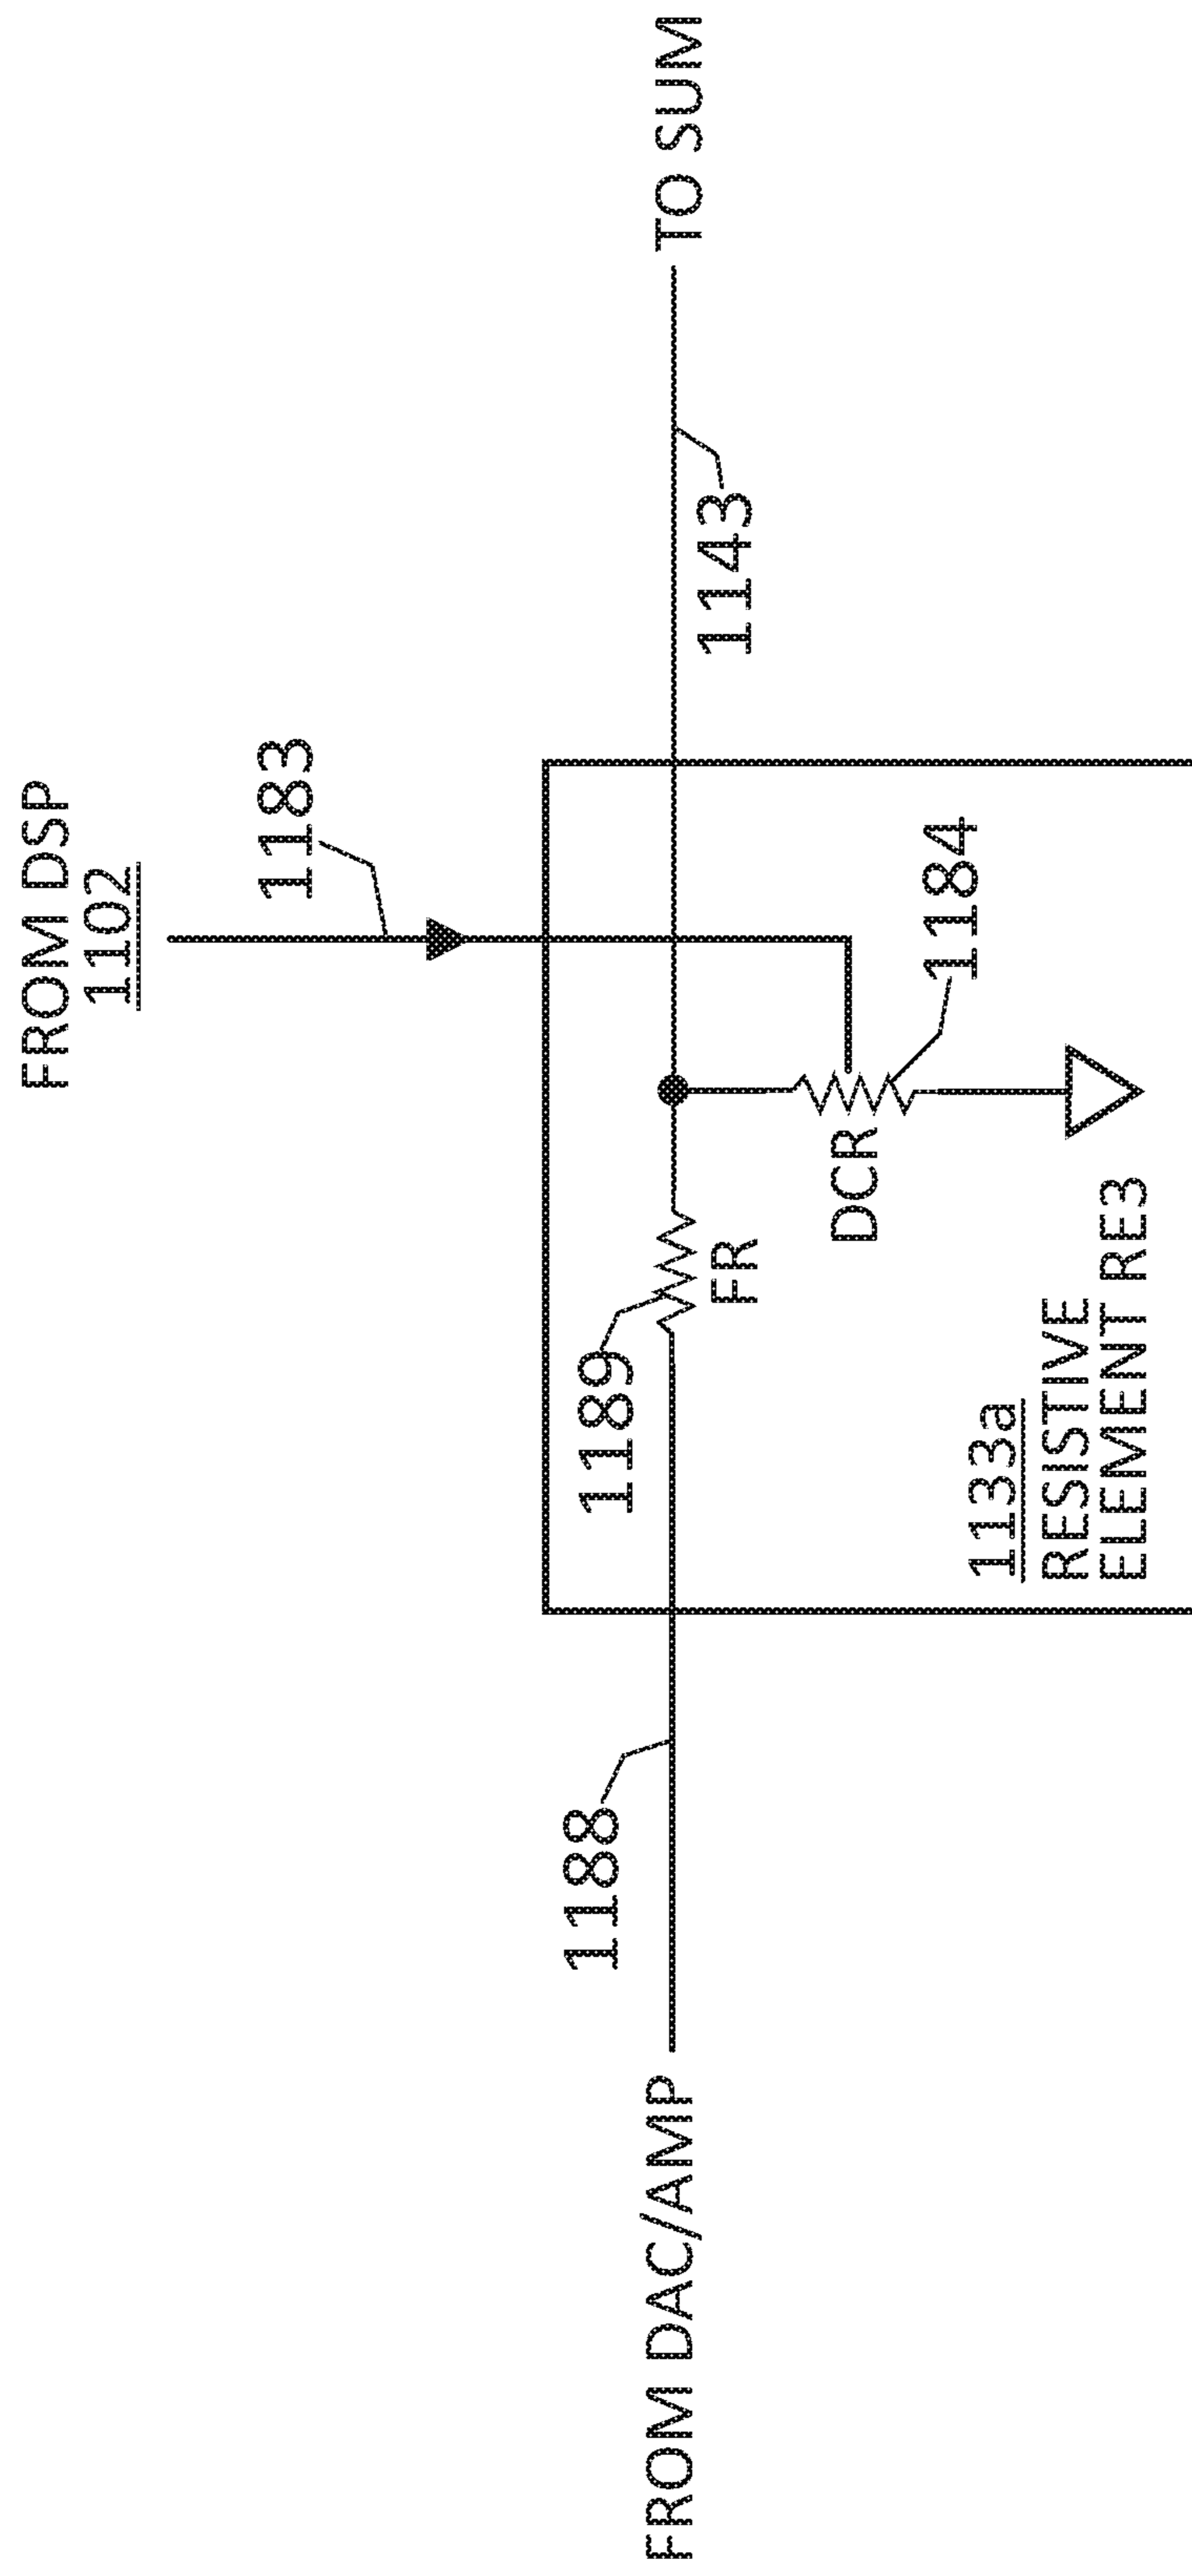 FROM DSP
1102
1183
FROM DAC/AMP
1188
1189
FR
DCR
1184
1143
TO SUM
1133a
RESISTIVE
ELEMENT RE3